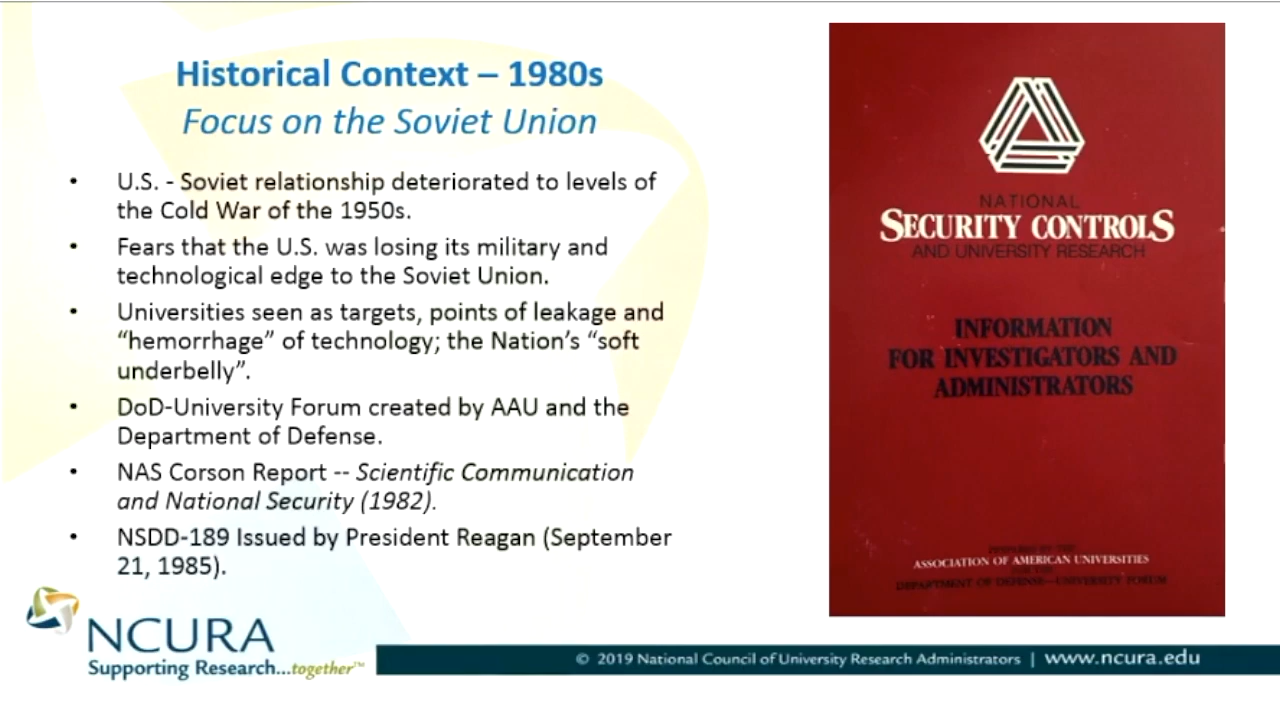 Historical Context – 1980s
Focus on the Soviet Union
• U.S. - Soviet relationship deteriorated to levels of
the Cold War of the 1950s.
• Fears that the U.S. was losing its military and
technological edge to the Soviet Union.
• Universities seen as targets, points of leakage and
“hemorrhage” of technology; the Nation’s “soft
underbelly”.
• DoD-University Forum created by AAU and the
Department of Defense.
• NAS Corson Report -- Scientific Communication
and National Security (1982).
• NSDD-189 Issued by President Reagan (September
21, 1985).
NATIONAL
SECURITY CONTROLS
AND UNIVERSITY RESEARCH
INFORMATION
FOR INVESTIGATORS AND
ADMINISTRATORS
PREPARED BY THE
ASSOCIATION OF AMERICAN UNIVERSITIES
FOR THE
DEPARTMENT OF DEFENSE—UNIVERSITY FORUM
NCURA
Supporting Research...together™
© 2019 National Council of University Research Administrators | www.ncura.edu